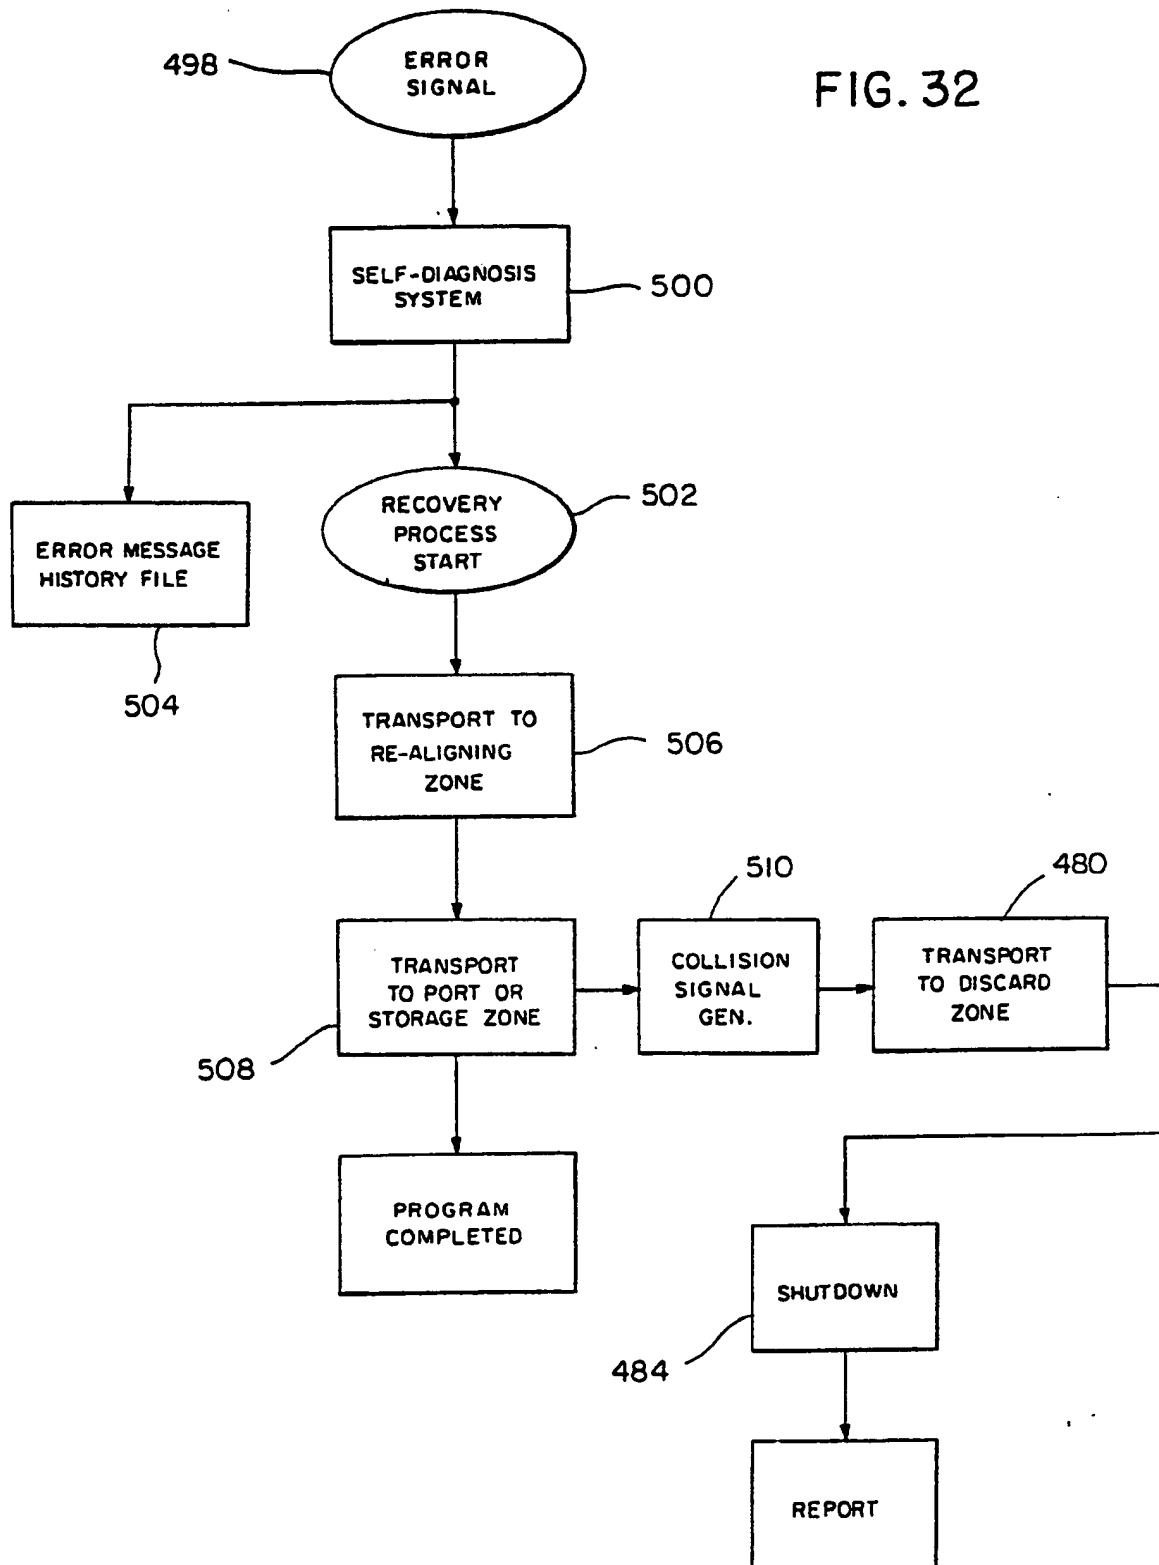 498
ERROR
SIGNAL
FIG. 32
SELF-DIAGNOSIS
SYSTEM
500
ERROR MESSAGE
HISTORY FILE
504
RECOVERY
PROCESS
START
502
TRANSPORT TO
RE-ALIGNING
ZONE
506
TRANSPORT
TO PORT OR
STORAGE ZONE
508
COLLISION
SIGNAL
GEN.
510
TRANSPORT
TO DISCARD
ZONE
480
PROGRAM
COMPLETED
SHUTDOWN
484
REPORT